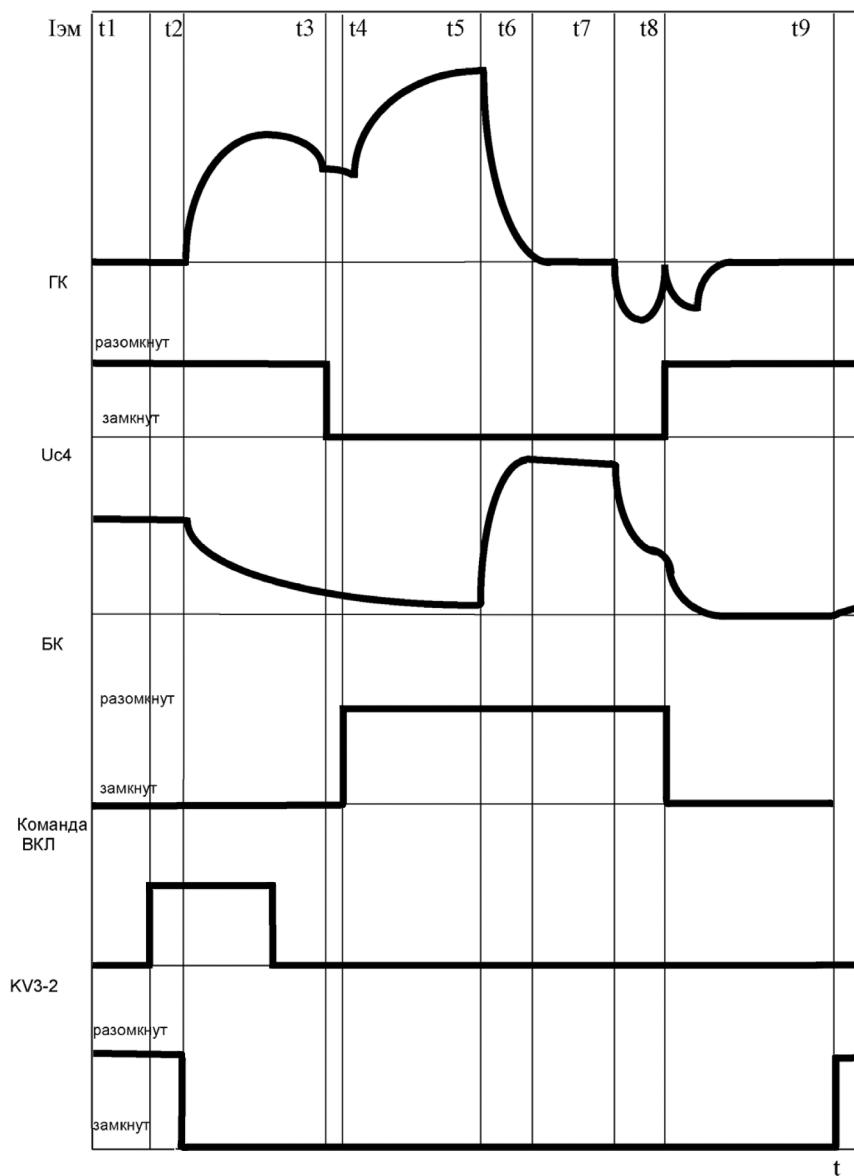 Iэм t1 t2 t3 t4 t5 t6 t7 t8 t9
ГК
разомкнут
замкнут
Uc4
БК
разомкнут
замкнут
Команда
ВКЛ
KV3-2
разомкнут
замкнут
t